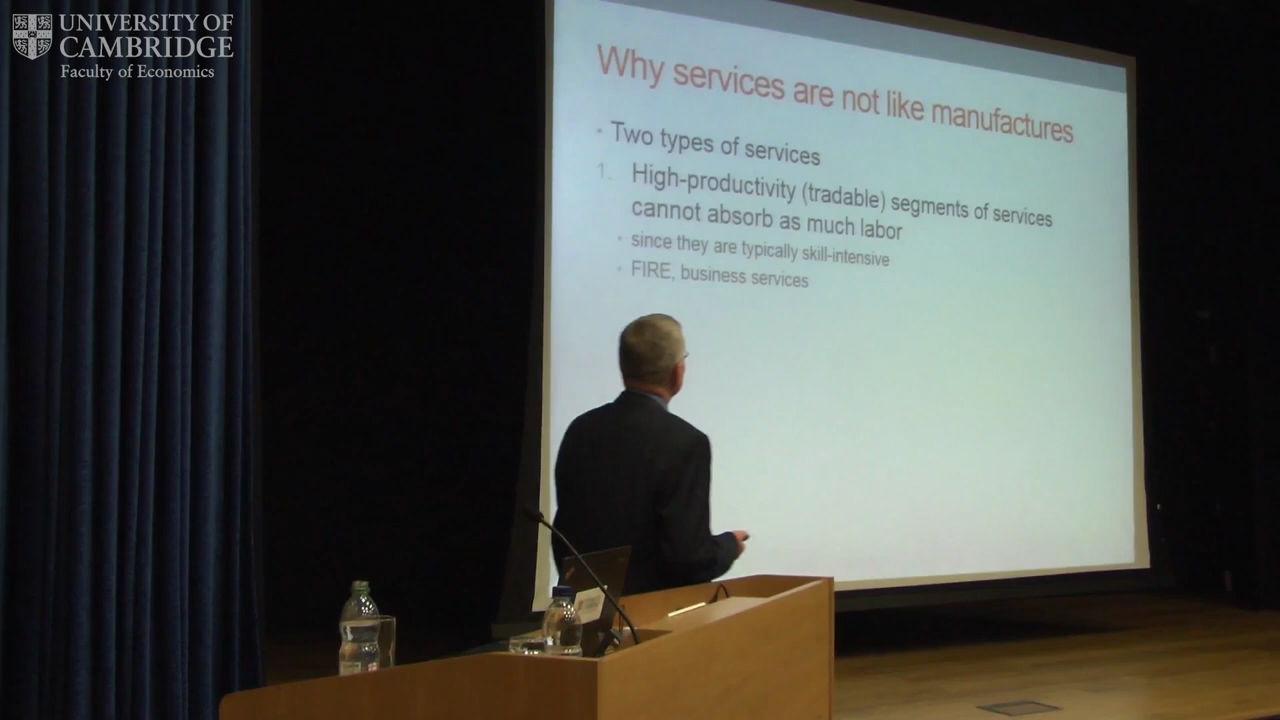 UNIVERSITY OF
CAMBRIDGE
Faculty of Economics
Why services are not like manufactures
• Two types of services
1. High-productivity (tradable) segments of services
cannot absorb as much labor
• since they are typically skill-intensive
• FIRE, business services